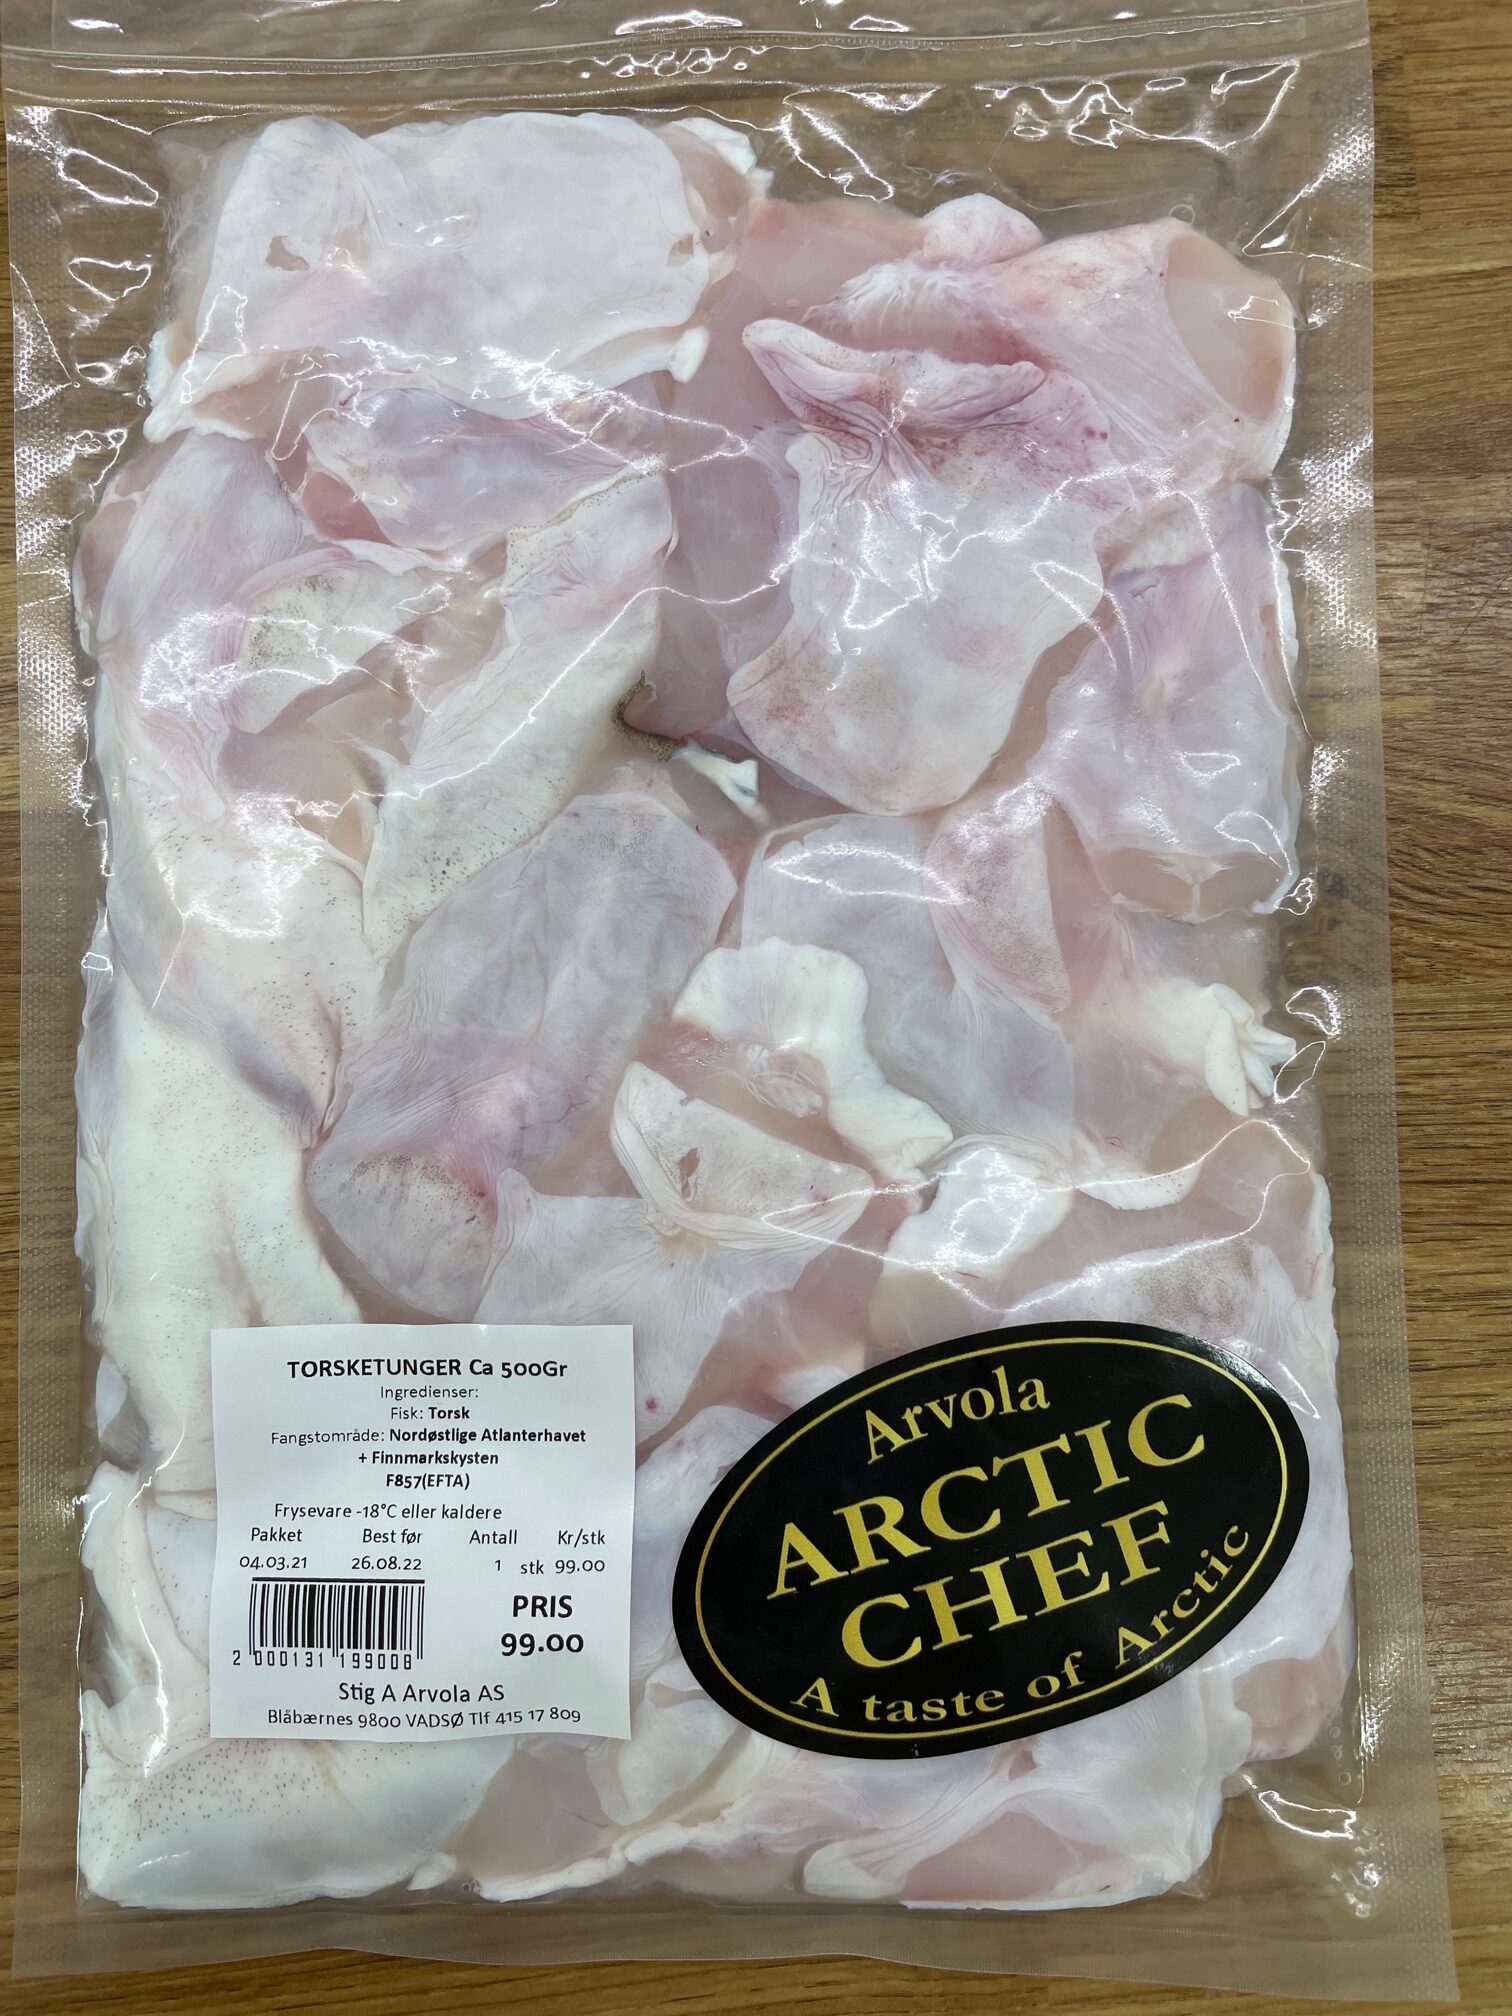 TORSKETUNGER Ca 500Gr
Ingredienser:
Fisk: Torsk
Fangstområde: Nordøstlige Atlanterhavet
+ Finnmarkskysten
F857(EFTA)
Frysevare -18°C eller kaldere
Pakket Best før Antall Kr/stk
04.03.21 26.08.22 1 stk 99.00
PRIS
99.00
2 000131 199008
Stig A Arvola AS
Blåbærnes 9800 VADSØ Tlf 415 17 809
Arvola
ARCTIC
CHEF
A taste of Arctic